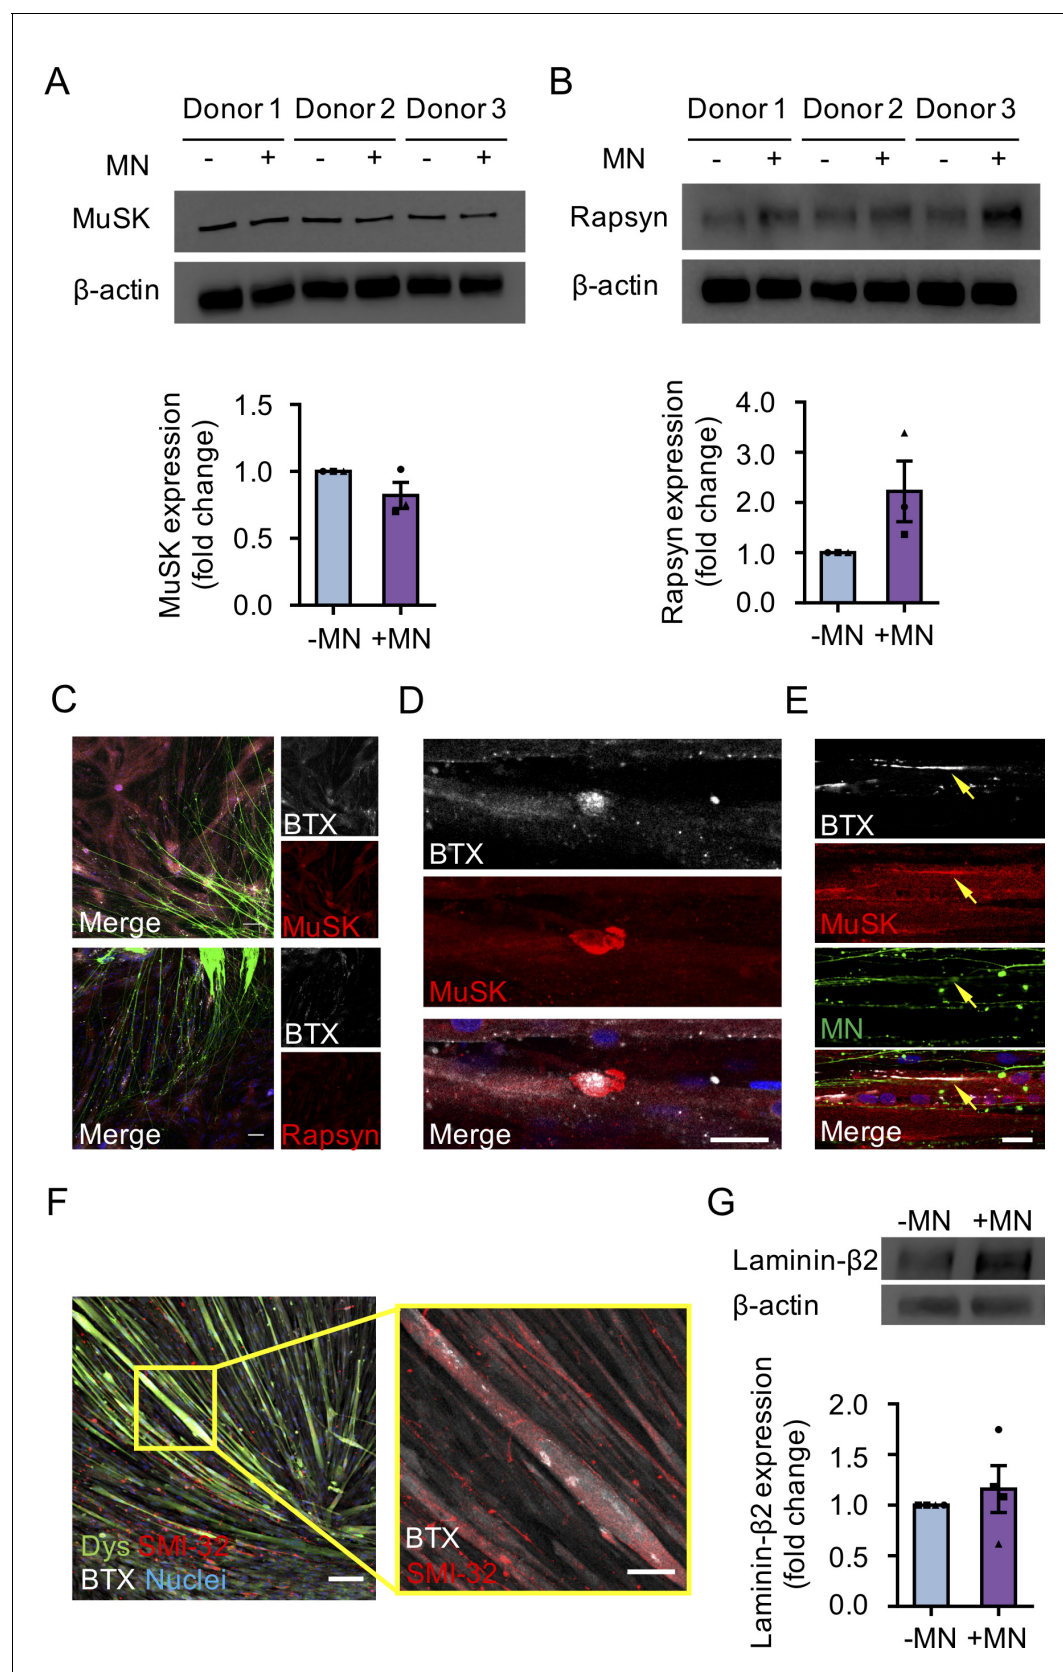 A
Donor 1 Donor 2 Donor 3
MN - + - + - +
MuSK
β-actin
MuSK expression
(fold change)
1.5
1.0
0.5
0.0
-MN +MN
B
Donor 1 Donor 2 Donor 3
MN - + - + - +
Rapsyn
β-actin
Rapsyn expression
(fold change)
4.0
3.0
2.0
1.0
0.0
-MN +MN
C
Merge
BTX
MuSK
Merge
BTX
Rapsyn
D
BTX
MuSK
Merge
E
BTX
MuSK
MN
Merge
F
Dys SMI-32
BTX Nuclei
BTX
SMI-32
G
-MN +MN
Laminin-β2
β-actin
Laminin-β2 expression
(fold change)
2.0
1.5
1.0
0.5
0.0
-MN +MN